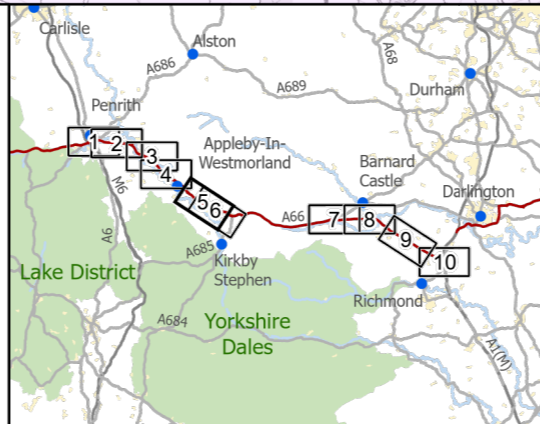 Carlisle
Alston
A686
A689
A68
Durham
Penrith
1
2
3
4
5
6
Appleby-In-
Westmorland
Barnard
Castle
Darlington
M6
A6
A66
7
8
9
10
A685
Kirkby
Stephen
Lake District
Richmond
A684
Yorkshire
Dales
A1(M)